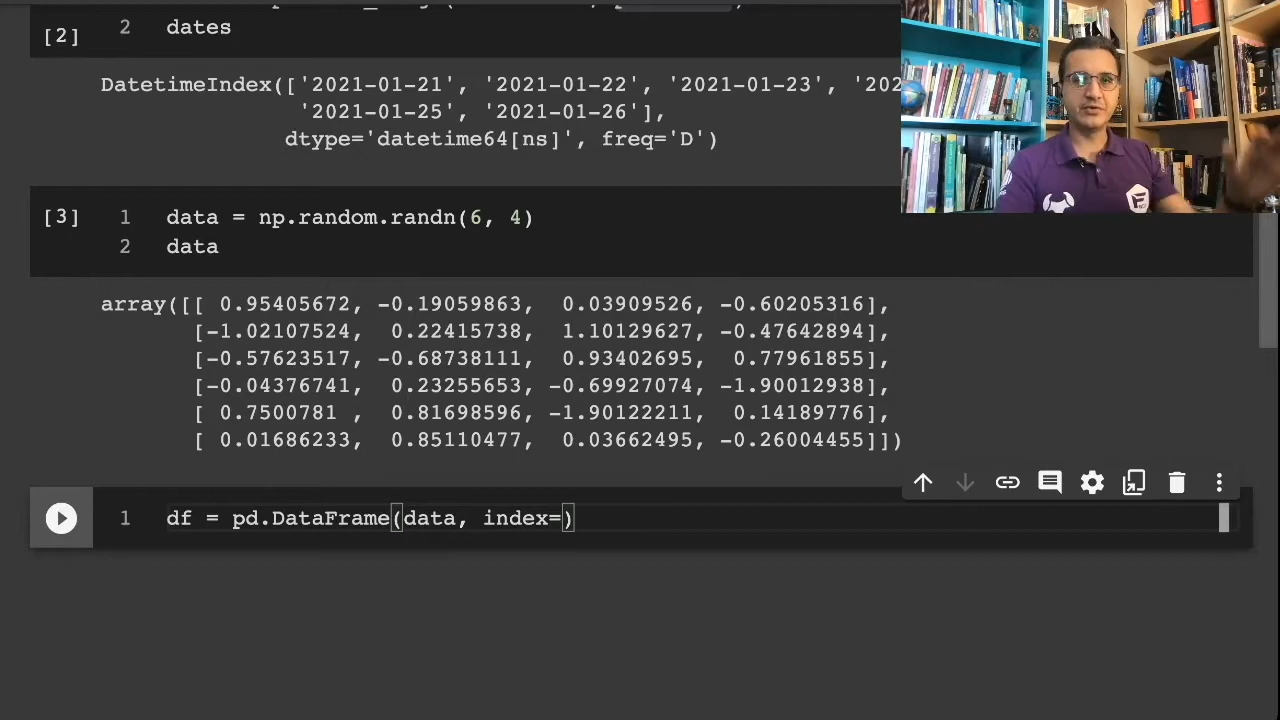 2 dates
[2]
DatetimeIndex(['2021-01-21', '2021-01-22', '2021-01-23', '202
'2021-01-25', '2021-01-26'],
dtype='datetime64[ns]', freq='D')
[3] 1 data = np.random.randn(6, 4)
2 data
array([[ 0.95405672, -0.19059863, 0.03909526, -0.60205316],
[-1.02107524, 0.22415738, 1.10129627, -0.47642894],
[-0.57623517, -0.68738111, 0.93402695, 0.77961855],
[-0.04376741, 0.23255653, -0.69927074, -1.90012938],
[ 0.7500781 , 0.81698596, -1.90122211, 0.14189776],
[ 0.01686233, 0.85110477, 0.03662495, -0.26004455]])
1 df = pd.DataFrame(data, index=)